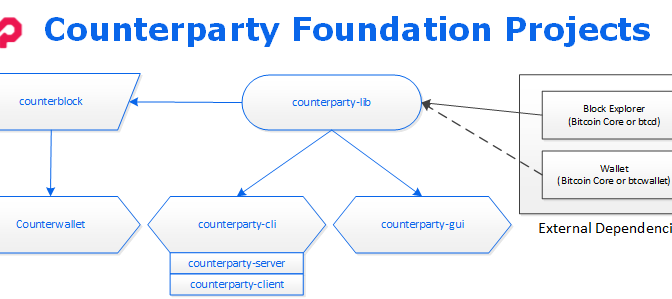 Counterparty Foundation Projects
counterblock
counterparty-lib
Block Explorer
(Bitcoin Core or btcd)
Wallet
(Bitcoin Core or btcwallet)
Counterwallet
counterparty-cli
counterparty-gui
External Dependenci
counterparty-server
counterparty-client